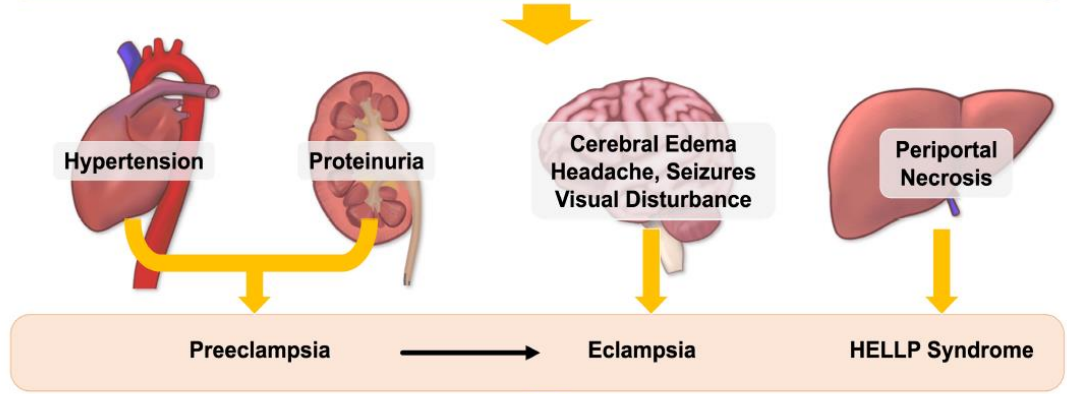 Hypertension
Proteinuria
Cerebral Edema
Headache, Seizures
Visual Disturbance
Periportal
Necrosis
Preeclampsia
Eclampsia
HELLP Syndrome